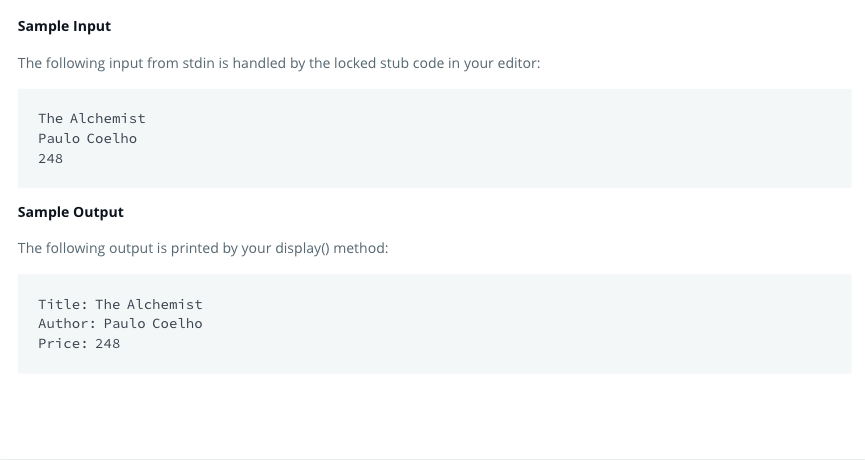 Sample Input
The following input from stdin is handled by the locked stub code in your editor:
The Alchemist
Paulo Coelho
248
Sample Output
The following output is printed by your display() method:
Title: The Alchemist
Author: Paulo Coelho
Price: 248